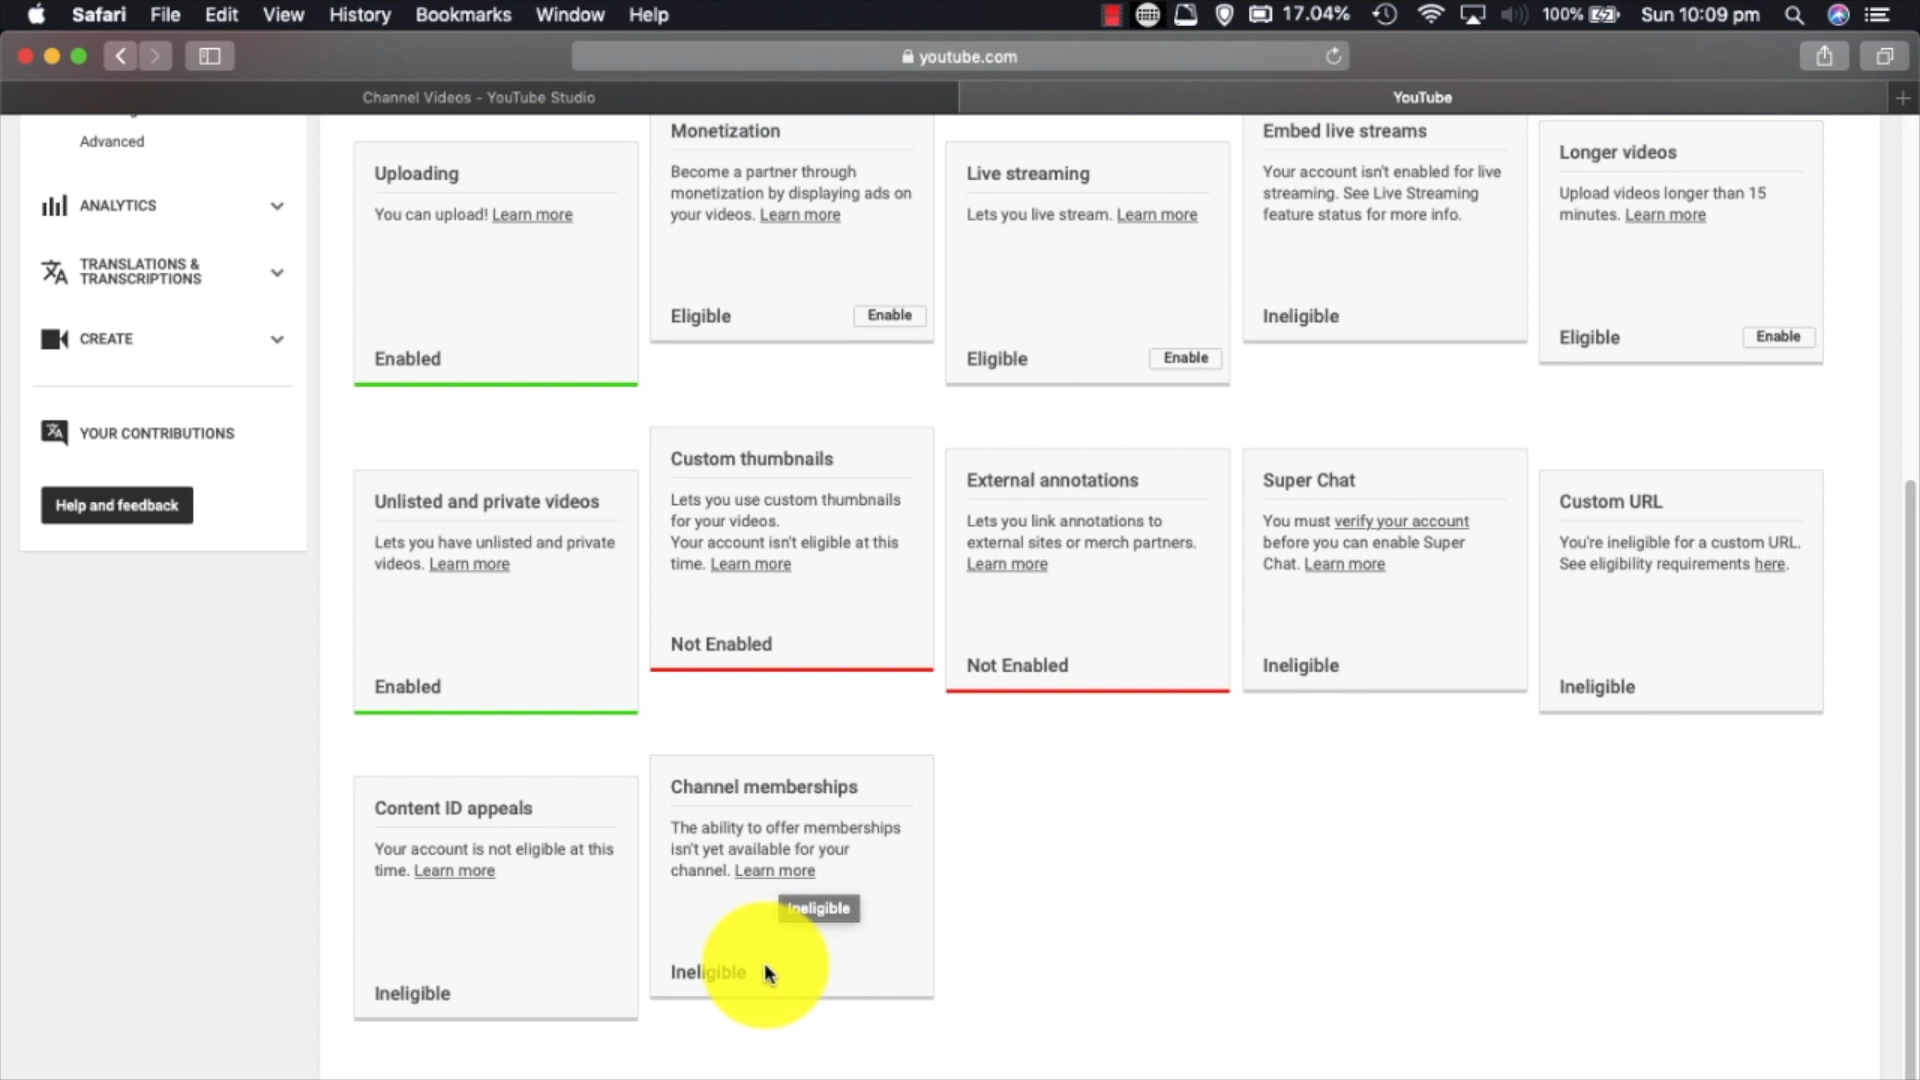 Safari File Edit View History Bookmarks Window Help 17.04% 100% Sun 10:09 pm
youtube.com
Channel Videos - YouTube Studio
YouTube
Advanced
ANALYTICS
TRANSLATIONS &
TRANSCRIPTIONS
CREATE
YOUR CONTRIBUTIONS
Help and feedback
Uploading
You can upload! Learn more
Enabled
Monetization
Become a partner through
monetization by displaying ads on
your videos. Learn more
Eligible
Enable
Live streaming
Lets you live stream. Learn more
Eligible
Enable
Embed live streams
Your account isn't enabled for live
streaming. See Live Streaming
feature status for more info.
Ineligible
Longer videos
Upload videos longer than 15
minutes. Learn more
Eligible
Enable
Unlisted and private videos
Lets you have unlisted and private
videos. Learn more
Enabled
Custom thumbnails
Lets you use custom thumbnails
for your videos.
Your account isn't eligible at this
time. Learn more
Not Enabled
External annotations
Lets you link annotations to
external sites or merch partners.
Learn more
Not Enabled
Super Chat
You must verify your account
before you can enable Super
Chat. Learn more
Ineligible
Custom URL
You're ineligible for a custom URL.
See eligibility requirements here.
Ineligible
Content ID appeals
Your account is not eligible at this
time. Learn more
Ineligible
Channel memberships
The ability to offer memberships
isn't yet available for your
channel. Learn more
Ineligible
Ineligible